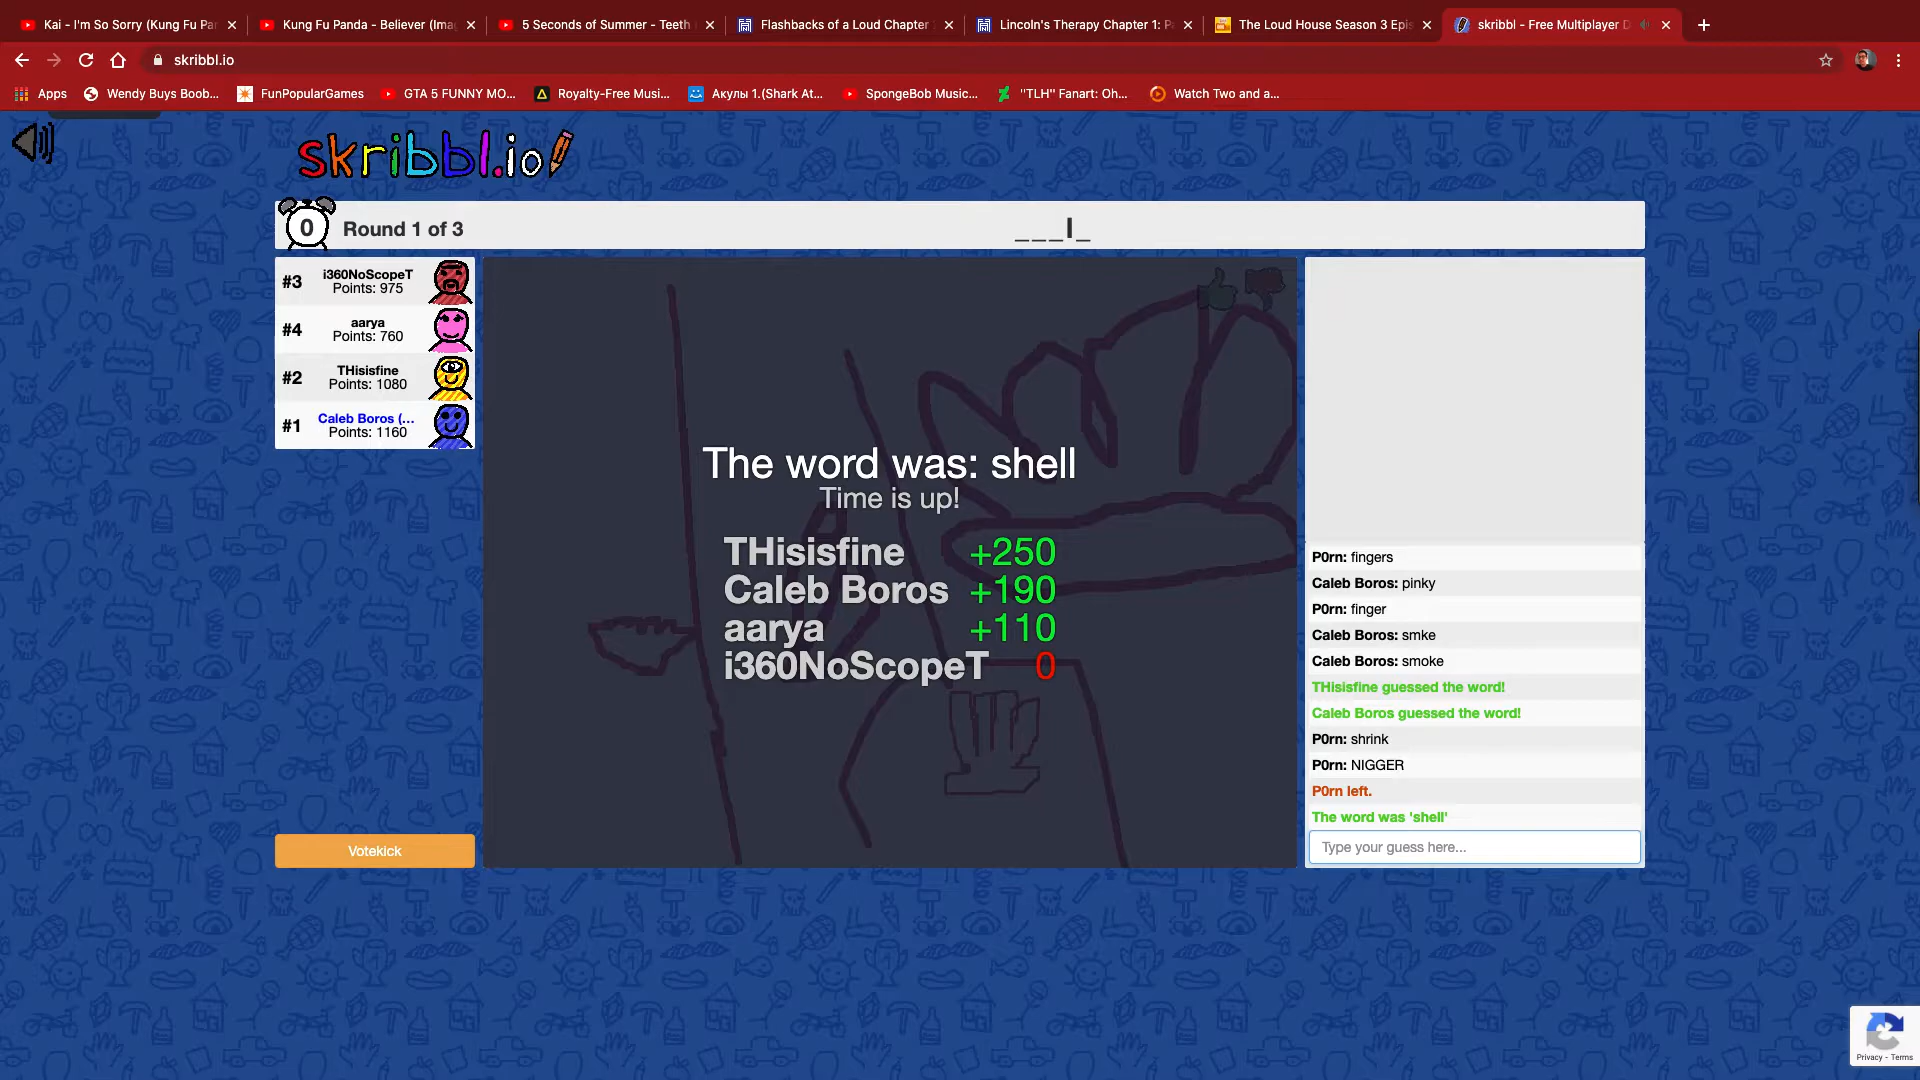 Kai - I'm So Sorry (Kung Fu Pan
Kung Fu Panda - Believer (Imag
5 Seconds of Summer - Teeth
Flashbacks of a Loud Chapter
Lincoln's Therapy Chapter 1: Pa
The Loud House Season 3 Epis
skribbl - Free Multiplayer D
skribbl.io
Apps
Wendy Buys Boob...
FunPopularGames
GTA 5 FUNNY MO...
Royalty-Free Musi...
Акулы 1.(Shark At...
SpongeBob Music...
"TLH" Fanart: Oh...
Watch Two and a...
skribbl.io
0
Round 1 of 3
___l_
#3
i360NoScopeT
Points: 975
#4
aarya
Points: 760
#2
THisisfine
Points: 1080
#1
Caleb Boros (...
Points: 1160
Votekick
The word was: shell
Time is up!
THisisfine +250
Caleb Boros +190
aarya +110
i360NoScopeT 0
P0rn: fingers
Caleb Boros: pinky
P0rn: finger
Caleb Boros: smke
Caleb Boros: smoke
THisisfine guessed the word!
Caleb Boros guessed the word!
P0rn: shrink
P0rn: NIGGER
P0rn left.
The word was 'shell'
Type your guess here...
Privacy - Terms